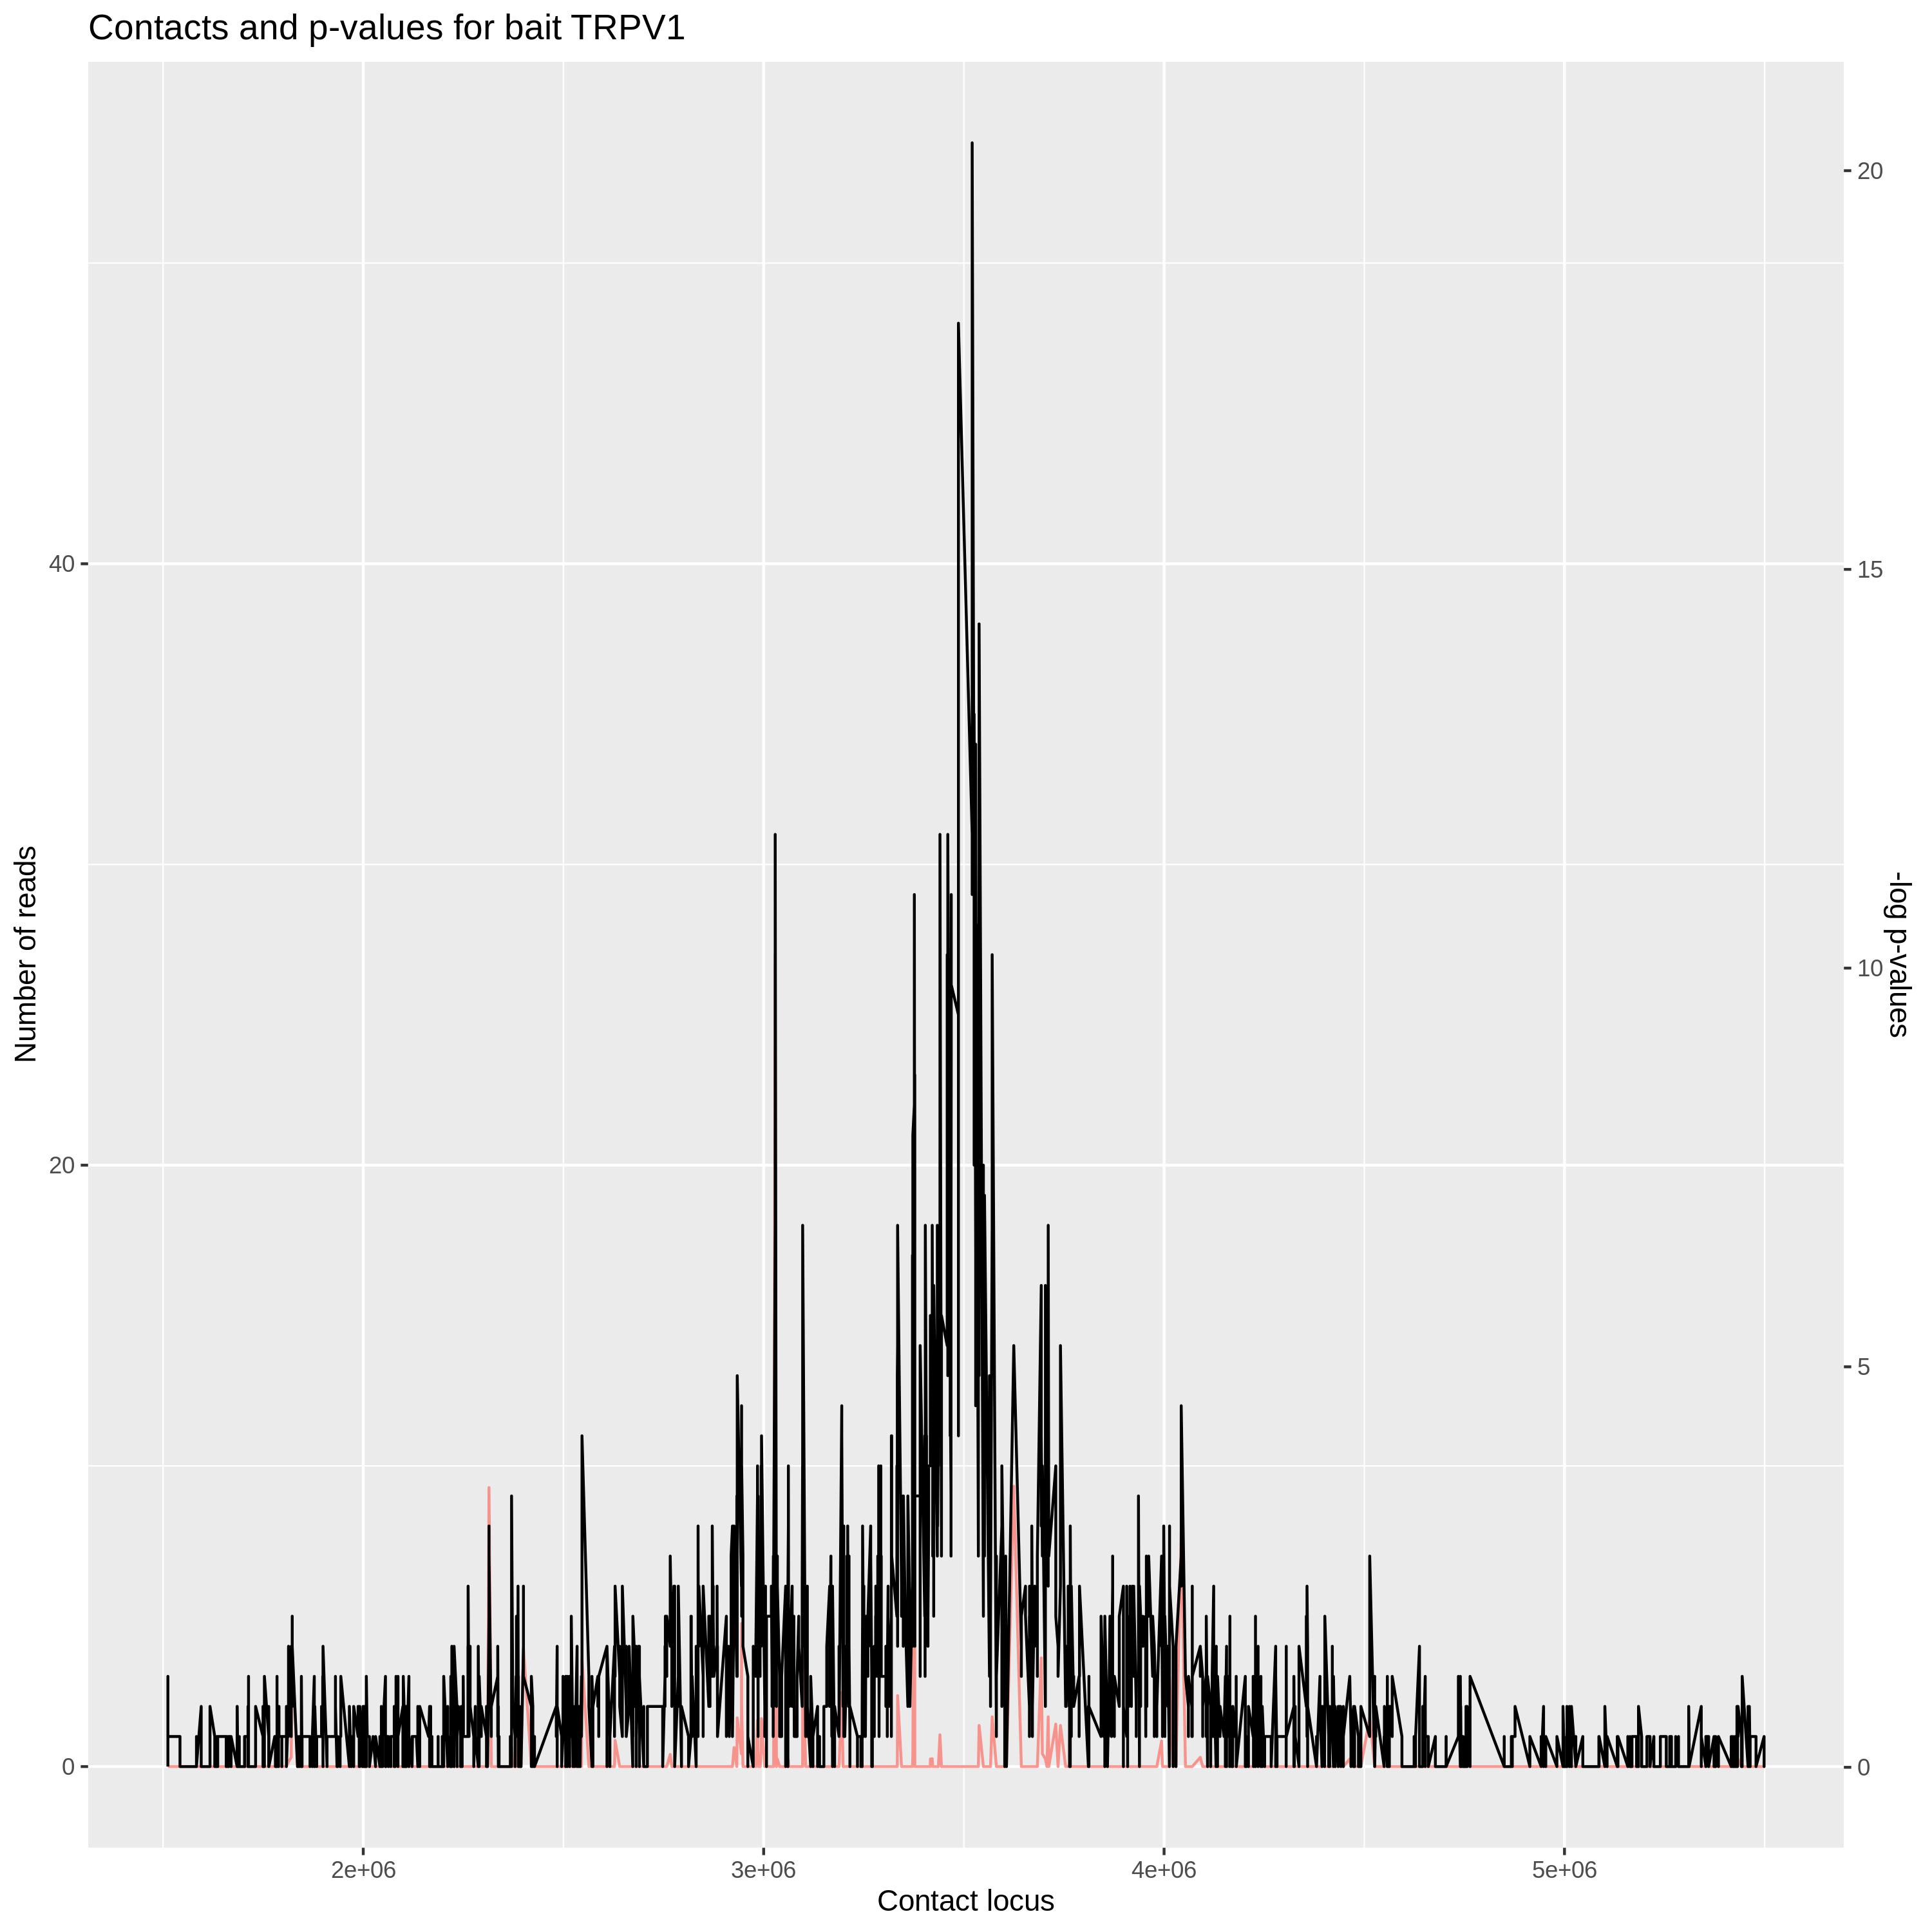 Contacts and p-values for bait TRPV1
Number of reads
40
20
0
20
15
10
5
0
-log p-values
2e+06
3e+06
4e+06
5e+06
Contact locus